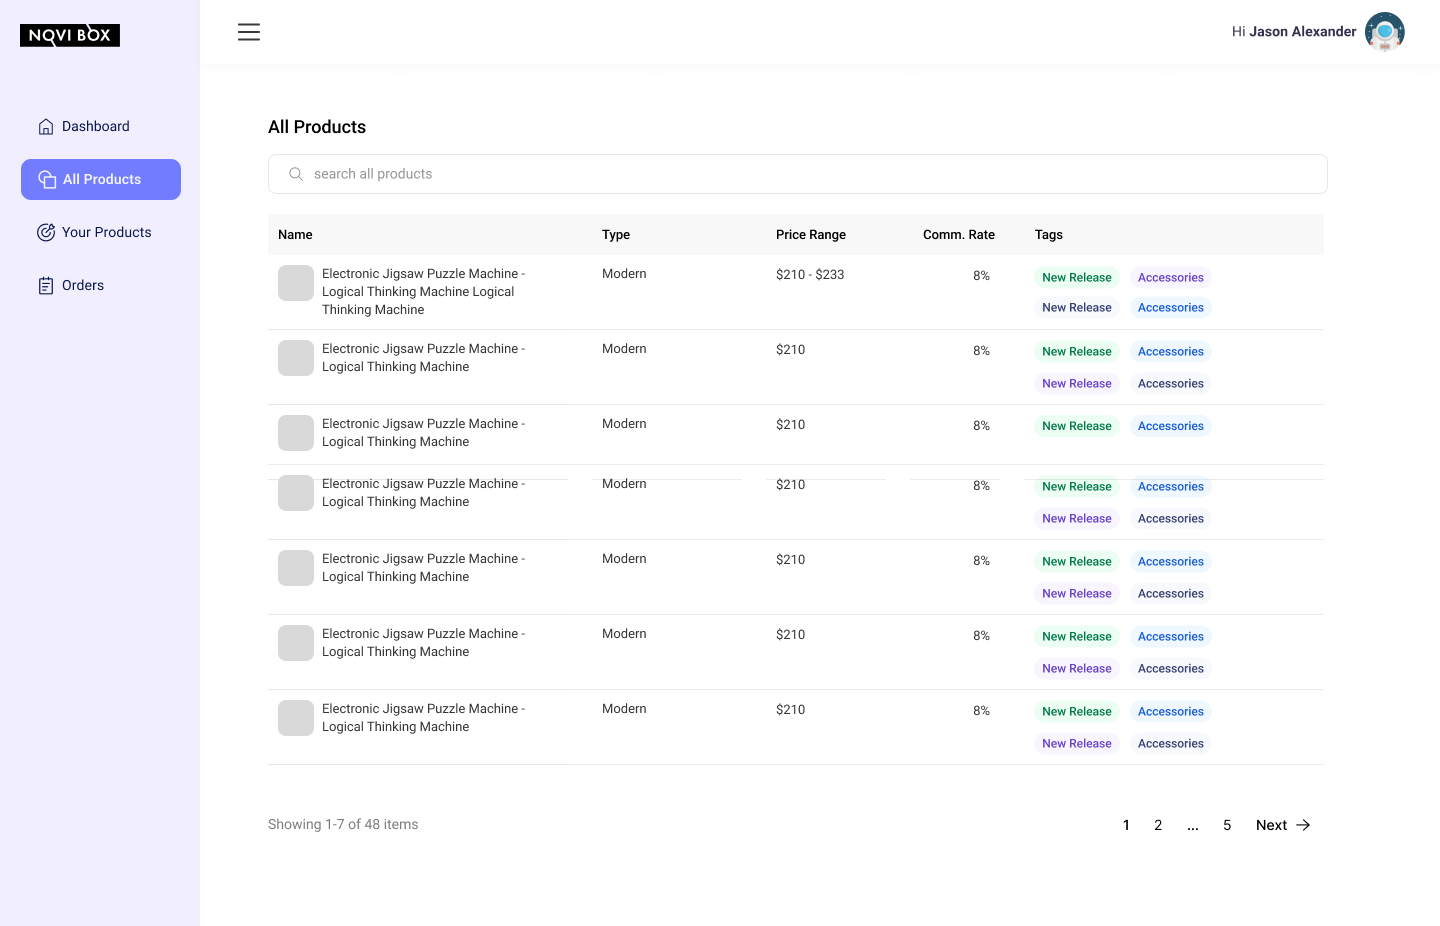 NOVI BOX
Hi Jason Alexander
Dashboard
All Products
Your Products
Orders
All Products
search all products
Name Type Price Range Comm. Rate Tags
Electronic Jigsaw Puzzle Machine - Modern $210 - $233 8% New Release Accessories
Logical Thinking Machine Logical
Thinking Machine New Release Accessories
Electronic Jigsaw Puzzle Machine - Modern $210 8% New Release Accessories
Logical Thinking Machine
New Release Accessories
Electronic Jigsaw Puzzle Machine - Modern $210 8% New Release Accessories
Logical Thinking Machine
Electronic Jigsaw Puzzle Machine - Modern $210 8% New Release Accessories
Logical Thinking Machine
New Release Accessories
Electronic Jigsaw Puzzle Machine - Modern $210 8% New Release Accessories
Logical Thinking Machine
New Release Accessories
Electronic Jigsaw Puzzle Machine - Modern $210 8% New Release Accessories
Logical Thinking Machine
New Release Accessories
Electronic Jigsaw Puzzle Machine - Modern $210 8% New Release Accessories
Logical Thinking Machine
New Release Accessories
Showing 1-7 of 48 items
1 2 ... 5 Next